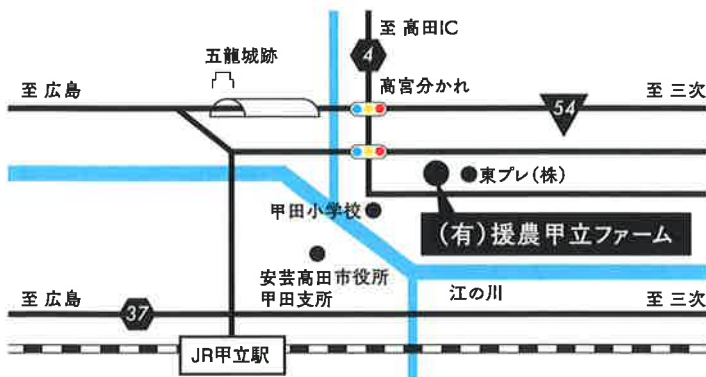 至 高田IC
五龍城跡
4
至 広島
高宮分かれ
54
至 三次
東プレ(株)
甲田小学校
(有)援農甲立ファーム
安芸高田市役所
甲田支所
江の川
至 広島
37
至 三次
JR甲立駅